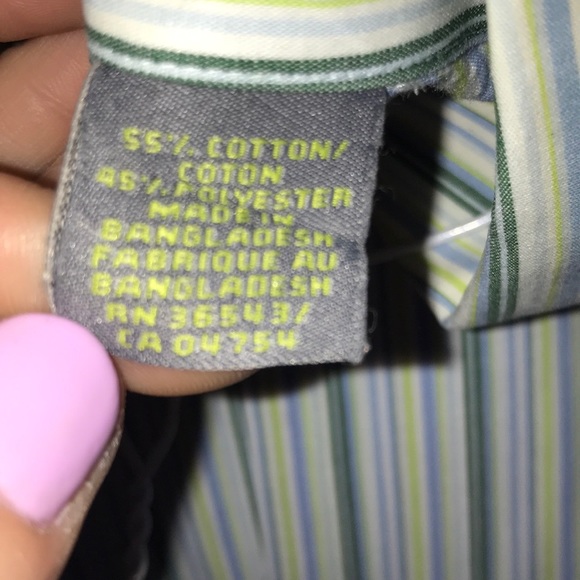 55% COTTON/
COTON
45% POLYESTER
MADE IN
BANGLADESH
FABRIQUE AU
BANGLADESH
RN 36543/
CA 04754